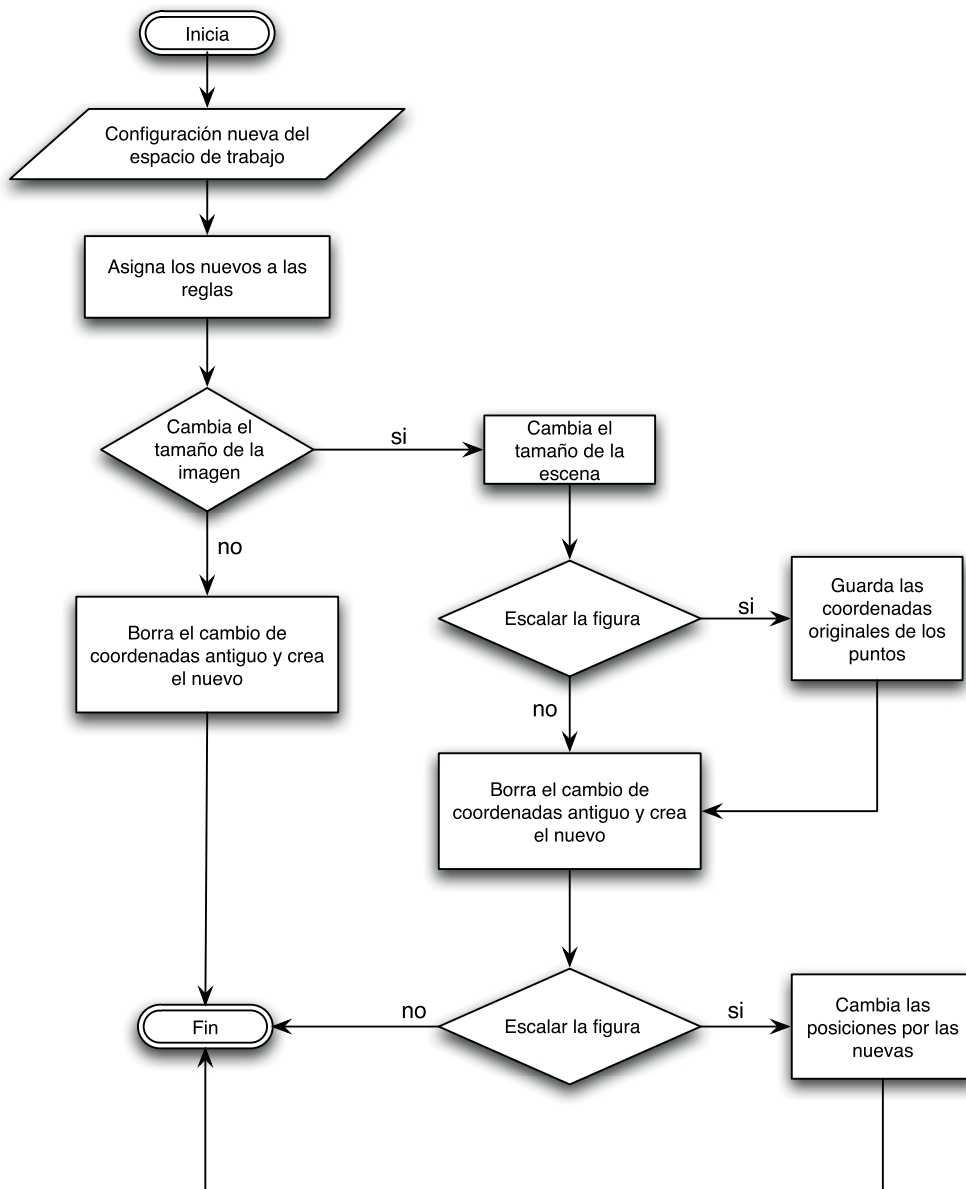 Inicia
Configuración nueva del
espacio de trabajo
Asigna los nuevos a las
reglas
Cambia el
tamaño de la
imagen
si
Cambia el
tamaño de la
escena
no
Borra el cambio de
coordenadas antiguo y crea
el nuevo
Escalar la figura
si
Guarda las
coordenadas
originales de los
puntos
no
Borra el cambio de
coordenadas antiguo y crea
el nuevo
Fin
no
Escalar la figura
si
Cambia las
posiciones por las
nuevas